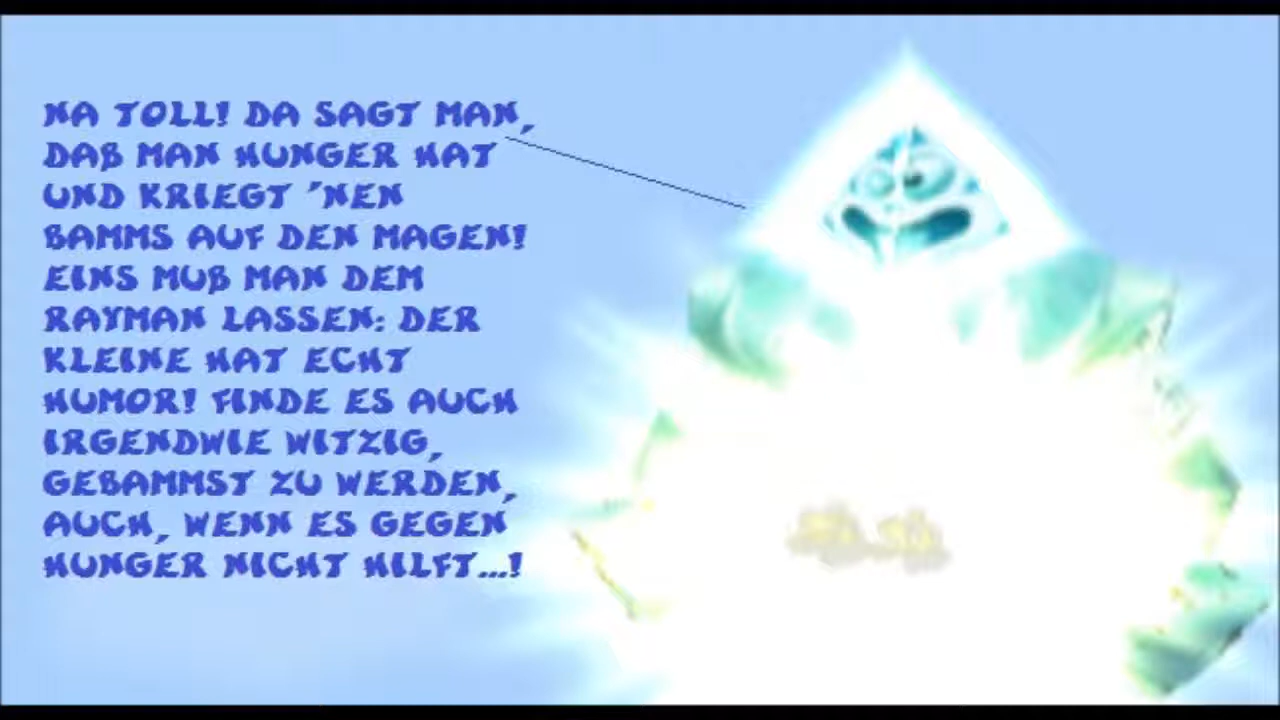 NA TOLL! DA SAGT MAN,
DAß MAN HUNGER HAT
UND KRIEGT 'NEN
BAMMS AUF DEN MAGEN!
EINS MUß MAN DEM
RAYMAN LASSEN: DER
KLEINE HAT ECHT
HUMOR! FINDE ES AUCH
IRGENDWIE WITZIG,
GEBAMMST ZU WERDEN,
AUCH, WENN ES GEGEN
HUNGER NICHT HILFT...!